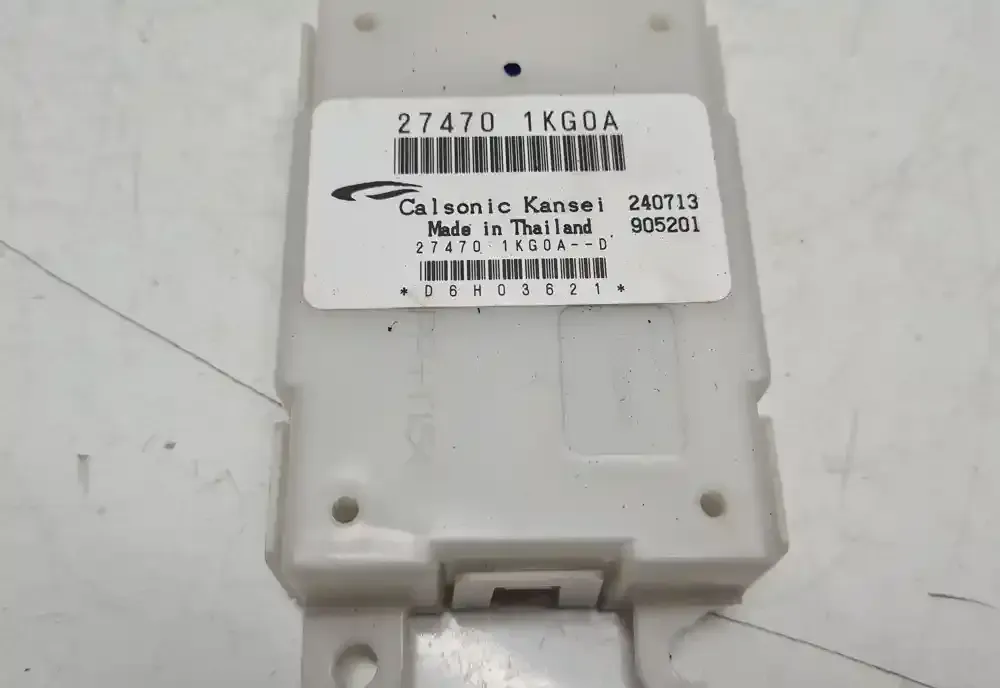 27470 1KG0A
Calsonic Kansei 240713
Made in Thailand 905201
27470 1KG0A--D
*D6H03621*